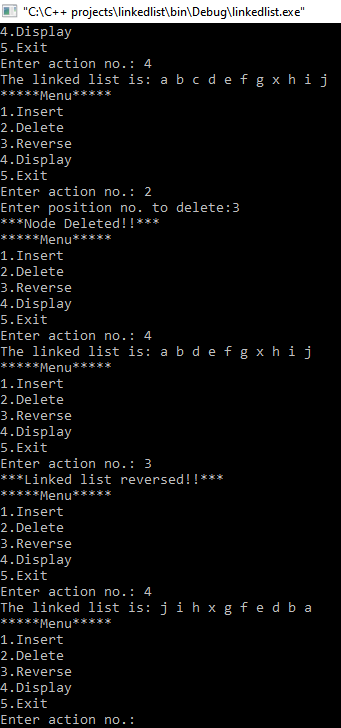 "C:\C++ projects\linkedlist\bin\Debug\linkedlist.exe"
4.Display
5.Exit
Enter action no.: 4
The linked list is: a b c d e f g x h i j
*****Menu*****
1.Insert
2.Delete
3.Reverse
4.Display
5.Exit
Enter action no.: 2
Enter position no. to delete:3
***Node Deleted!!***
*****Menu*****
1.Insert
2.Delete
3.Reverse
4.Display
5.Exit
Enter action no.: 4
The linked list is: a b d e f g x h i j
*****Menu*****
1.Insert
2.Delete
3.Reverse
4.Display
5.Exit
Enter action no.: 3
***Linked list reversed!!***
*****Menu*****
1.Insert
2.Delete
3.Reverse
4.Display
5.Exit
Enter action no.: 4
The linked list is: j i h x g f e d b a
*****Menu*****
1.Insert
2.Delete
3.Reverse
4.Display
5.Exit
Enter action no.: